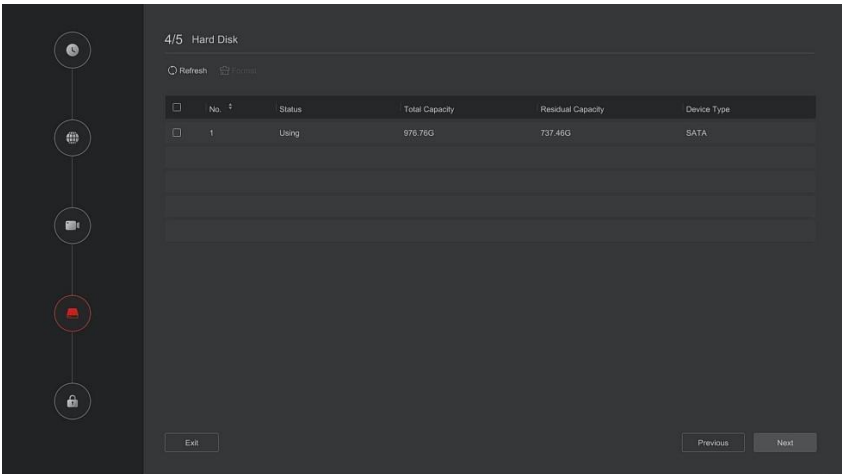 4/5 Hard Disk
Refresh Format
No. Status Total Capacity Residual Capacity Device Type
1 Using 976.76G 737.46G SATA
Exit Previous Next